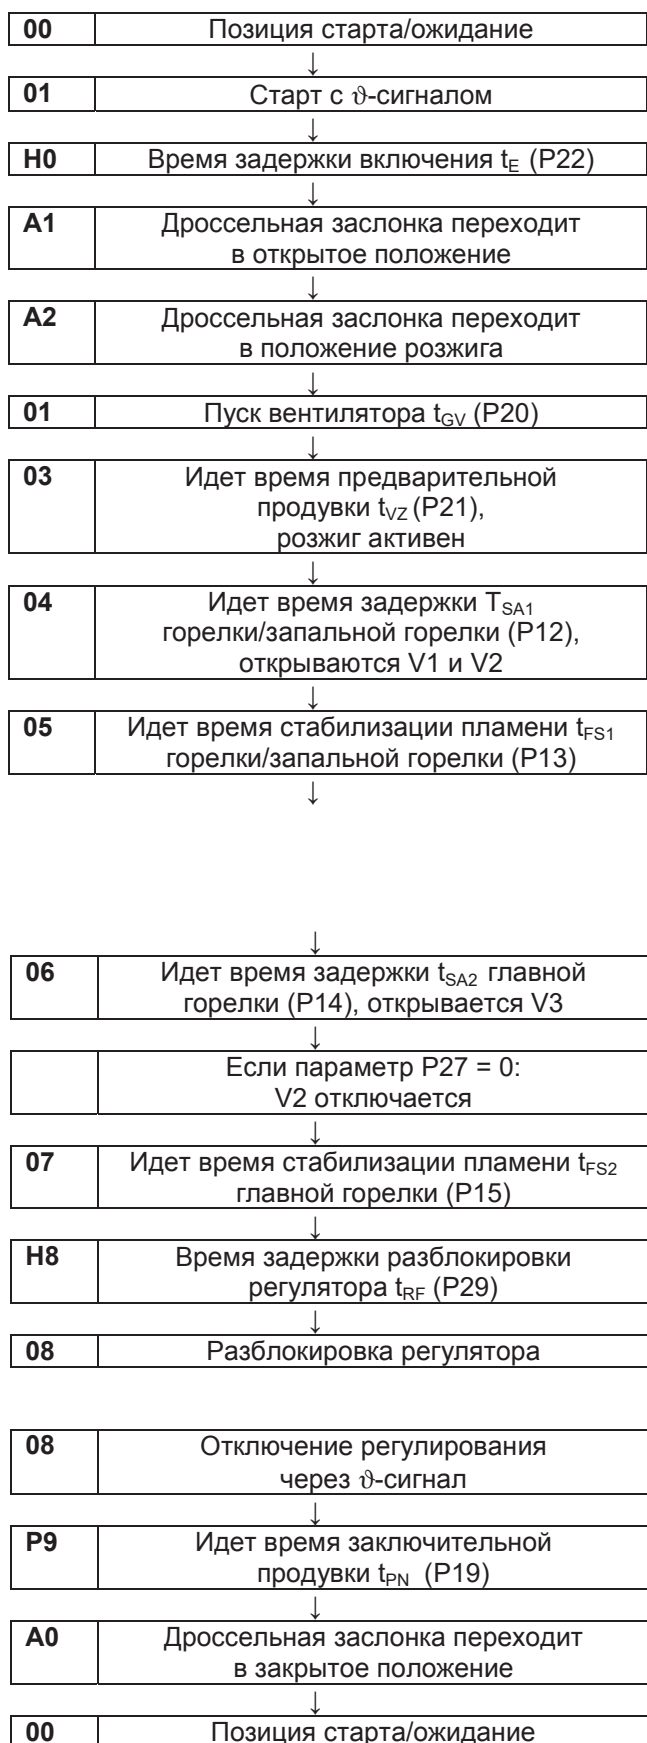 00 Позиция старта/ожидание
↓
01 Старт с ϑ-сигналом
↓
H0 Время задержки включения tE (P22)
↓
A1 Дроссельная заслонка переходит
в открытое положение
↓
A2 Дроссельная заслонка переходит
в положение розжига
↓
01 Пуск вентилятора tGV (P20)
↓
03 Идет время предварительной
продувки tVZ (P21),
розжиг активен
↓
04 Идет время задержки TSA1
горелки/запальной горелки (P12),
открываются V1 и V2
↓
05 Идет время стабилизации пламени tFS1
горелки/запальной горелки (P13)
↓
↓
06 Идет время задержки tSA2 главной
горелки (P14), открывается V3
↓
Если параметр P27 = 0:
V2 отключается
↓
07 Идет время стабилизации пламени tFS2
главной горелки (P15)
↓
H8 Время задержки разблокировки
регулятора tRF (P29)
↓
08 Разблокировка регулятора
08 Отключение регулирования
через ϑ-сигнал
↓
P9 Идет время заключительной
продувки tPN (P19)
↓
A0 Дроссельная заслонка переходит
в закрытое положение
↓
00 Позиция старта/ожидание